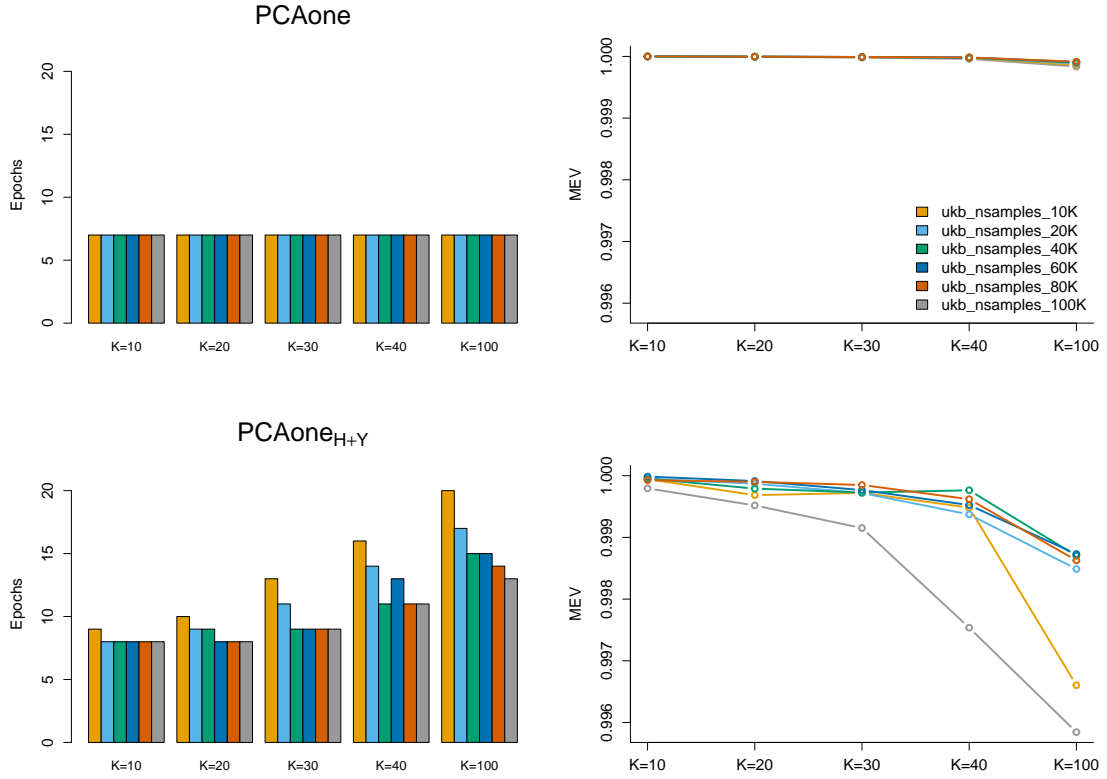 PCAone
Epochs
0
5
10
15
20
K=10
K=20
K=30
K=40
K=100
MEV
0.996
0.997
0.998
0.999
1.000
K=10
K=20
K=30
K=40
K=100
ukb_nsamples_10K
ukb_nsamples_20K
ukb_nsamples_40K
ukb_nsamples_60K
ukb_nsamples_80K
ukb_nsamples_100K
PCAoneH+Y
Epochs
0
5
10
15
20
K=10
K=20
K=30
K=40
K=100
MEV
0.996
0.997
0.998
0.999
1.000
K=10
K=20
K=30
K=40
K=100